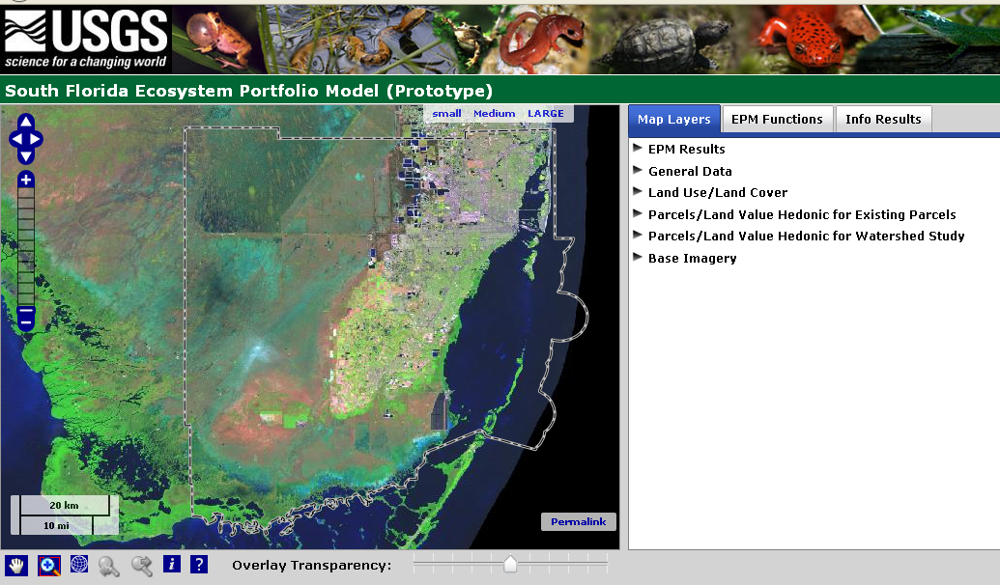 USGS
science for a changing world
South Florida Ecosystem Portfolio Model (Prototype)
small Medium LARGE
Map Layers EPM Functions Info Results
EPM Results
General Data
Land Use/Land Cover
Parcels/Land Value Hedonic for Existing Parcels
Parcels/Land Value Hedonic for Watershed Study
Base Imagery
20 km
10 mi
Permalink
i ? Overlay Transparency: